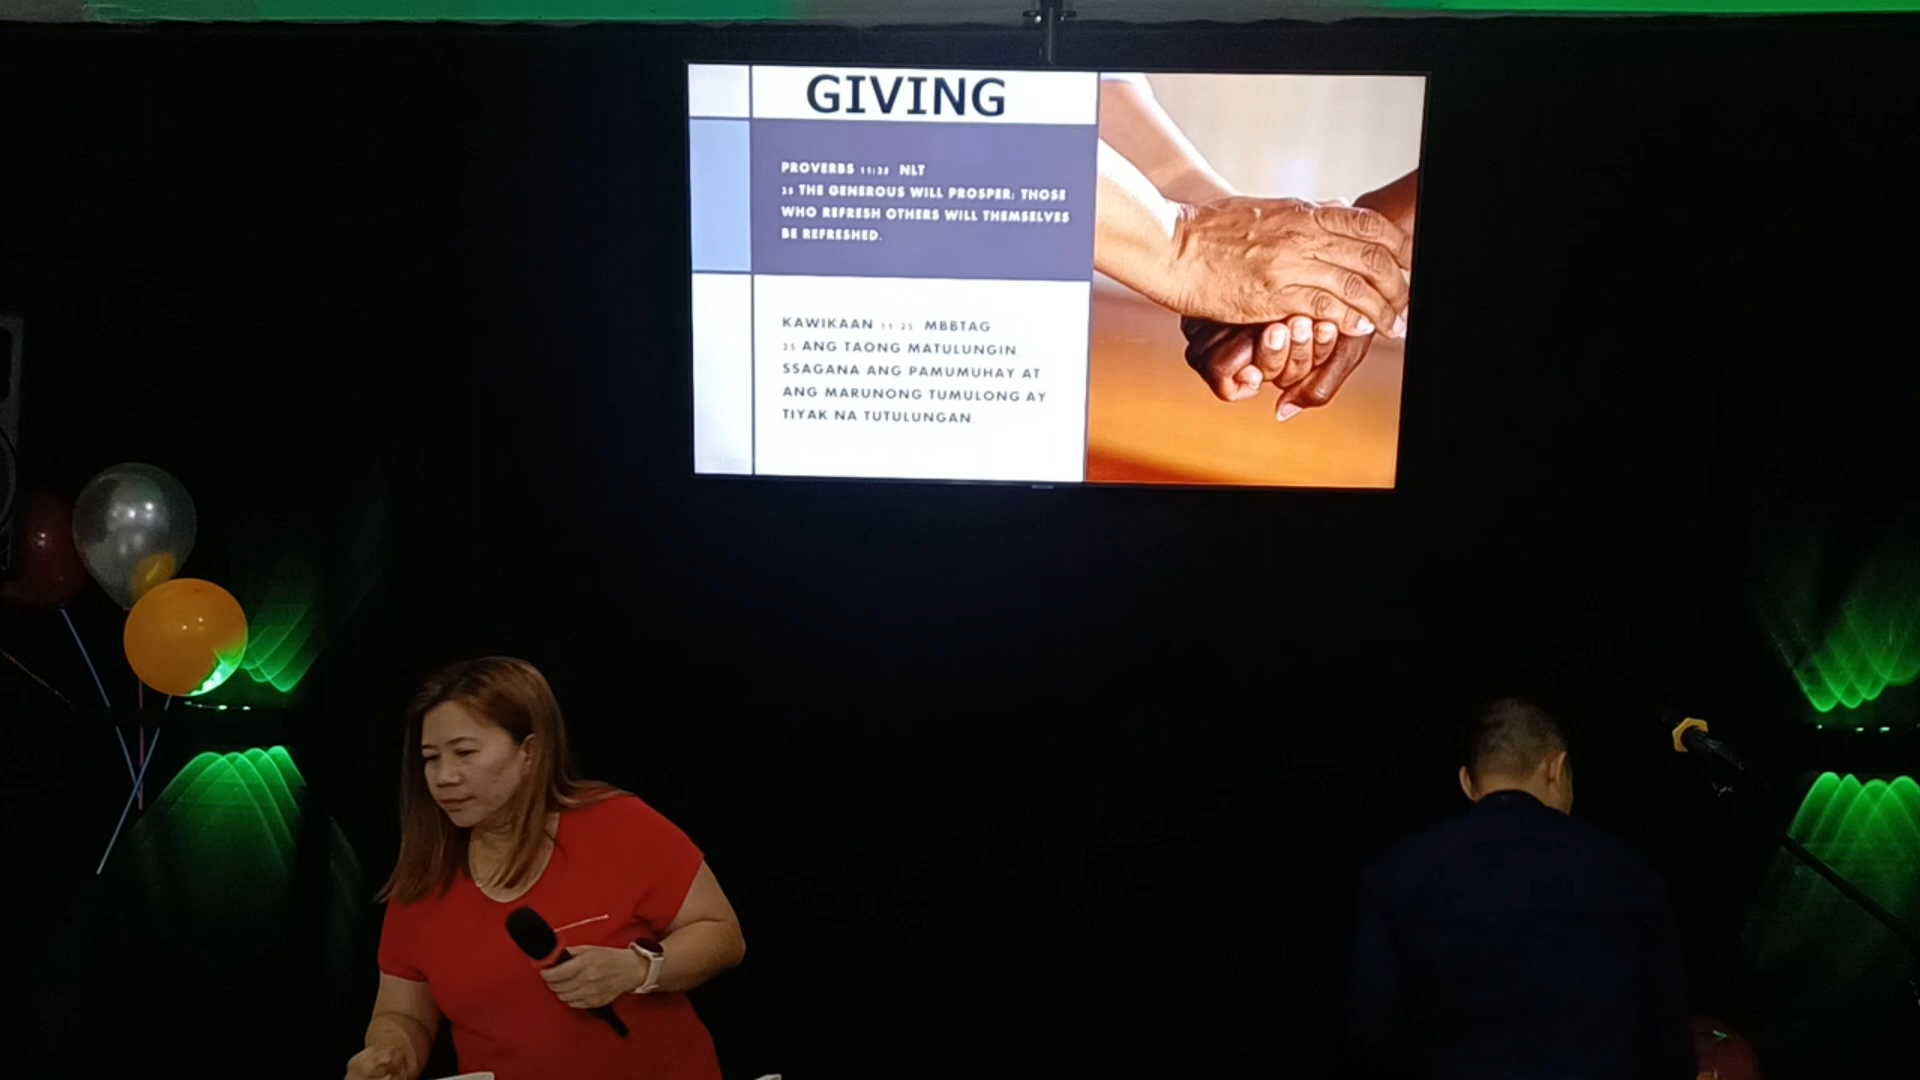 GIVING
PROVERBS 11:25 NLT
25 THE GENEROUS WILL PROSPER; THOSE
WHO REFRESH OTHERS WILL THEMSELVES
BE REFRESHED.
KAWIKAAN 11:25 MBBTAG
25 ANG TAONG MATULUNGIN
SSAGANA ANG PAMUMUHAY AT
ANG MARUNONG TUMULONG AY
TIYAK NA TUTULUNGAN